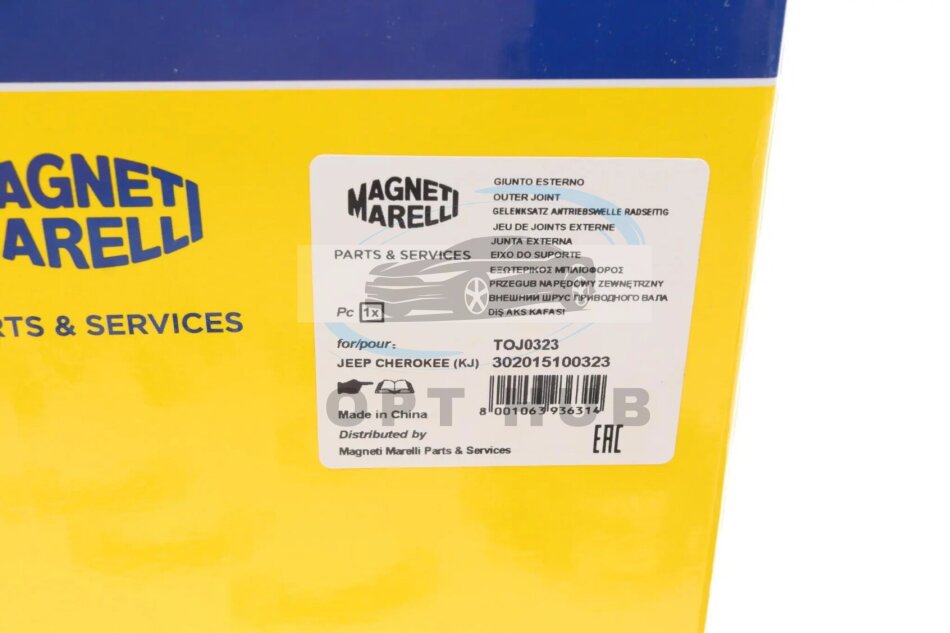 AGNETI
MARELLI
RTS & SERVICES
MAGNETI
MARELLI
PARTS & SERVICES
Pc 1x
for/pour:
JEEP CHEROKEE (KJ)
Made in China
Distributed by
Magneti Marelli Parts & Services
GIUNTO ESTERNO
OUTER JOINT
GELENKSATZ ANTRIEBSWELLE RADSEITIG
JEU DE JOINTS EXTERNE
JUNTA EXTERNA
EIXO DO SUPORTE
ΕΞΩΤΕΡΙΚΟΣ ΜΠΙΛΙΟΦΟΡΟΣ
PRZEGUB NAPĘDOWY ZEWNĘTRZNY
ВНЕШНИЙ ШРУС ПРИВОДНОГО ВАЛА
DIŞ AKS KAFASI
TOJ0323
302015100323
8 001063 936314
EAC
OPT HUB